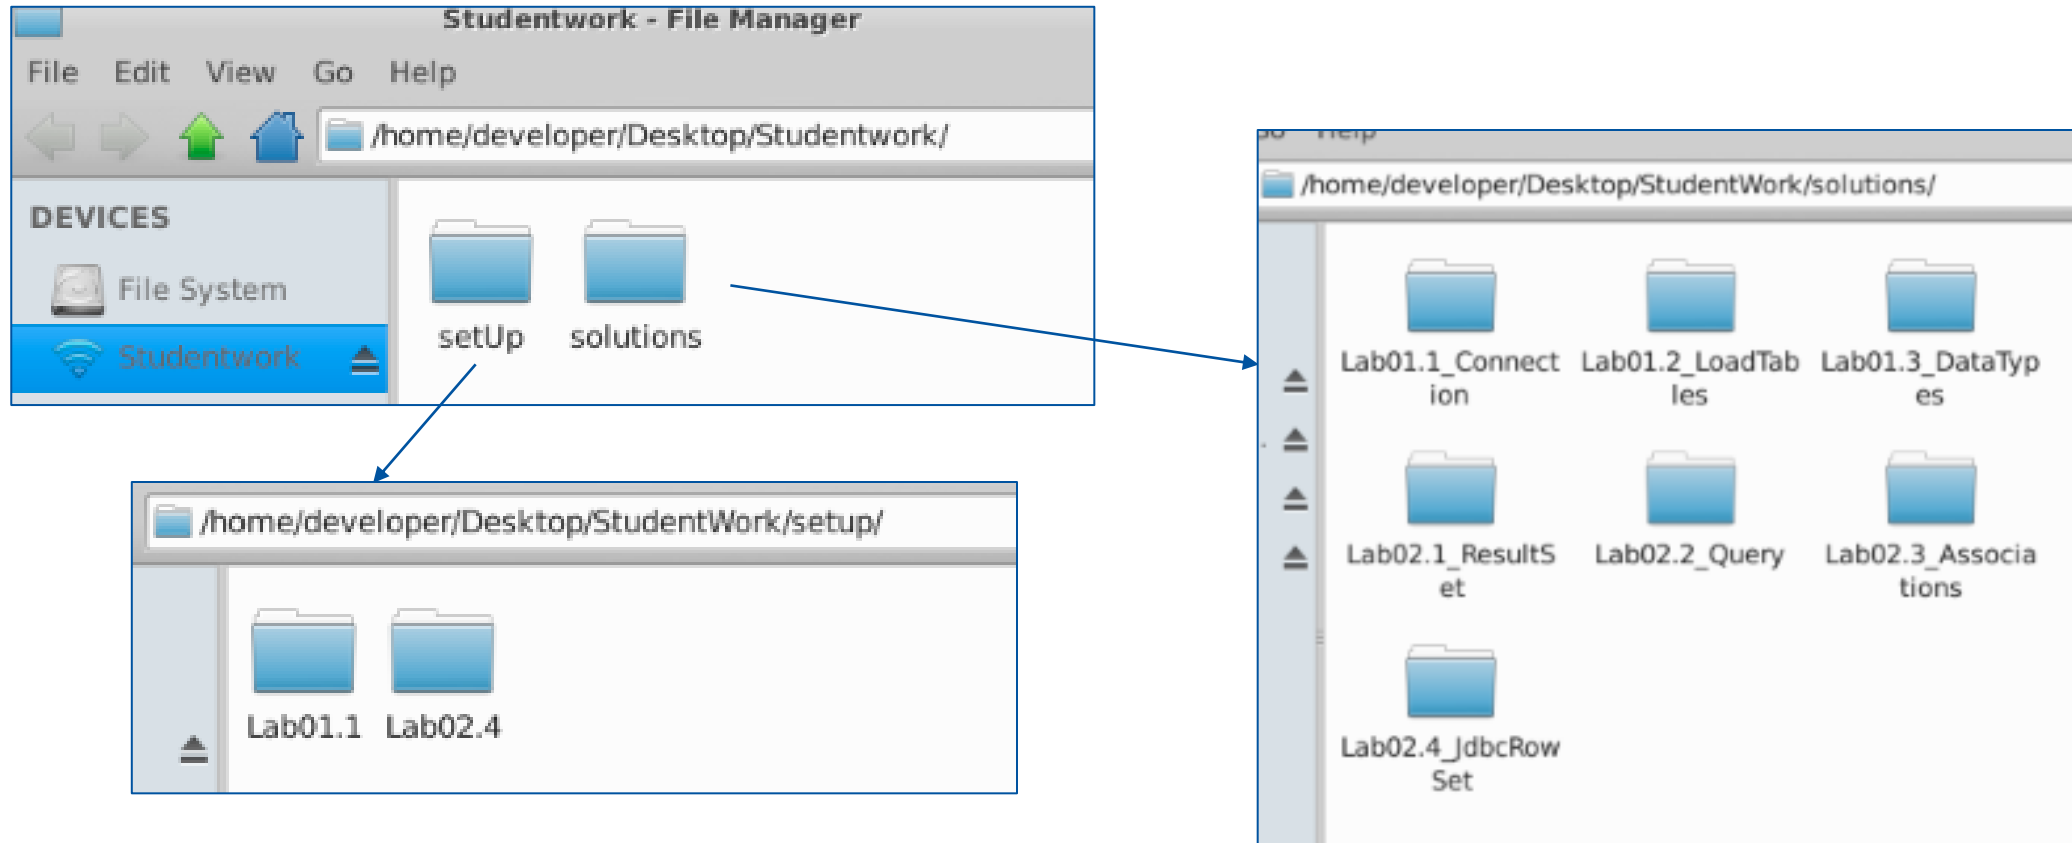 Studentwork - File Manager
File Edit View Go Help
/home/developer/Desktop/Studentwork/
DEVICES
File System
Studentwork
setUp solutions
/home/developer/Desktop/StudentWork/setup/
Lab01.1 Lab02.4
Go Help
/home/developer/Desktop/StudentWork/solutions/
Lab01.1_Connect Lab01.2_LoadTab Lab01.3_DataTyp
ion les es
Lab02.1_ResultS Lab02.2_Query Lab02.3_Associa
et tions
Lab02.4_JdbcRow
Set